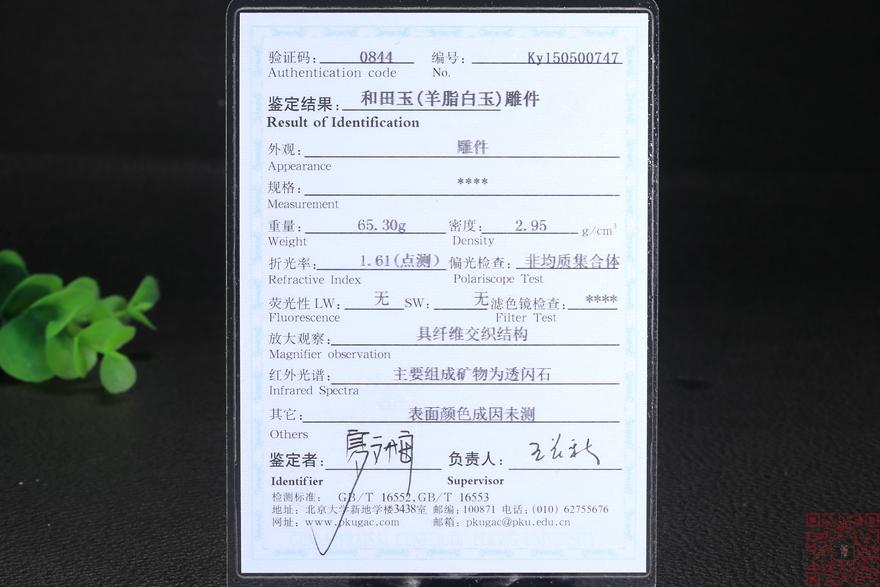 验证码: 0844 编号: Ky150500747
Authentication code No.
鉴定结果: 和田玉(羊脂白玉)雕件
Result of Identification
外观: 雕件
Appearance
规格: ****
Measurement
重量: 65.30g 密度: 2.95 g/cm³
Weight Density
折光率: 1.61(点测) 偏光检查: 非均质集合体
Refractive Index Polariscope Test
荧光性 LW: 无 SW: 无 滤色镜检查: ****
Fluorescence Filter Test
放大观察: 具纤维交织结构
Magnifier observation
红外光谱: 主要组成矿物为透闪石
Infrared Spectra
其它: 表面颜色成因未测
Others
鉴定者: 负责人:
Identifier Supervisor
检测标准: GB/T 16552,GB/T 16553
地址: 北京大学新地学楼3438室 邮编:100871 电话:(010) 62755676
网址: www.pkugac.com 邮箱: pkugac@pku.edu.cn